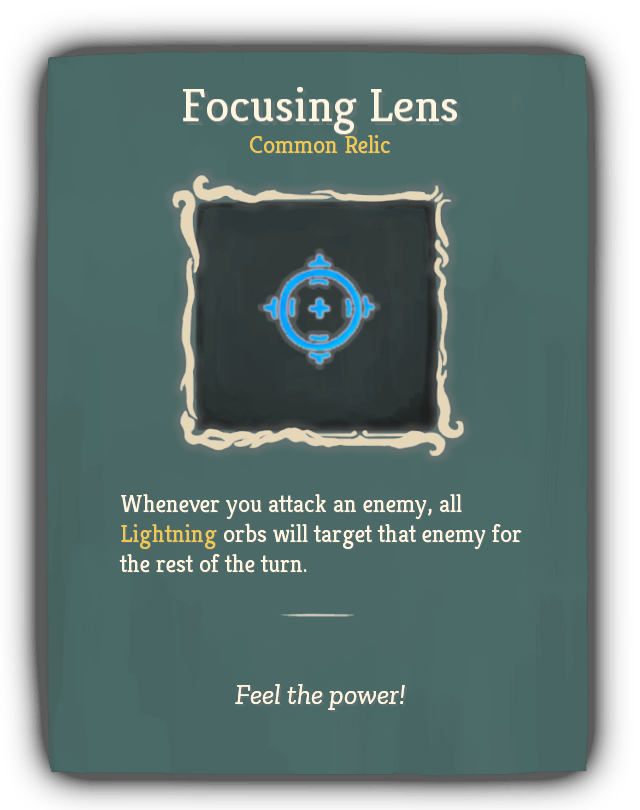 Focusing Lens
Common Relic
Whenever you attack an enemy, all
Lightning orbs will target that enemy for
the rest of the turn.
Feel the power!